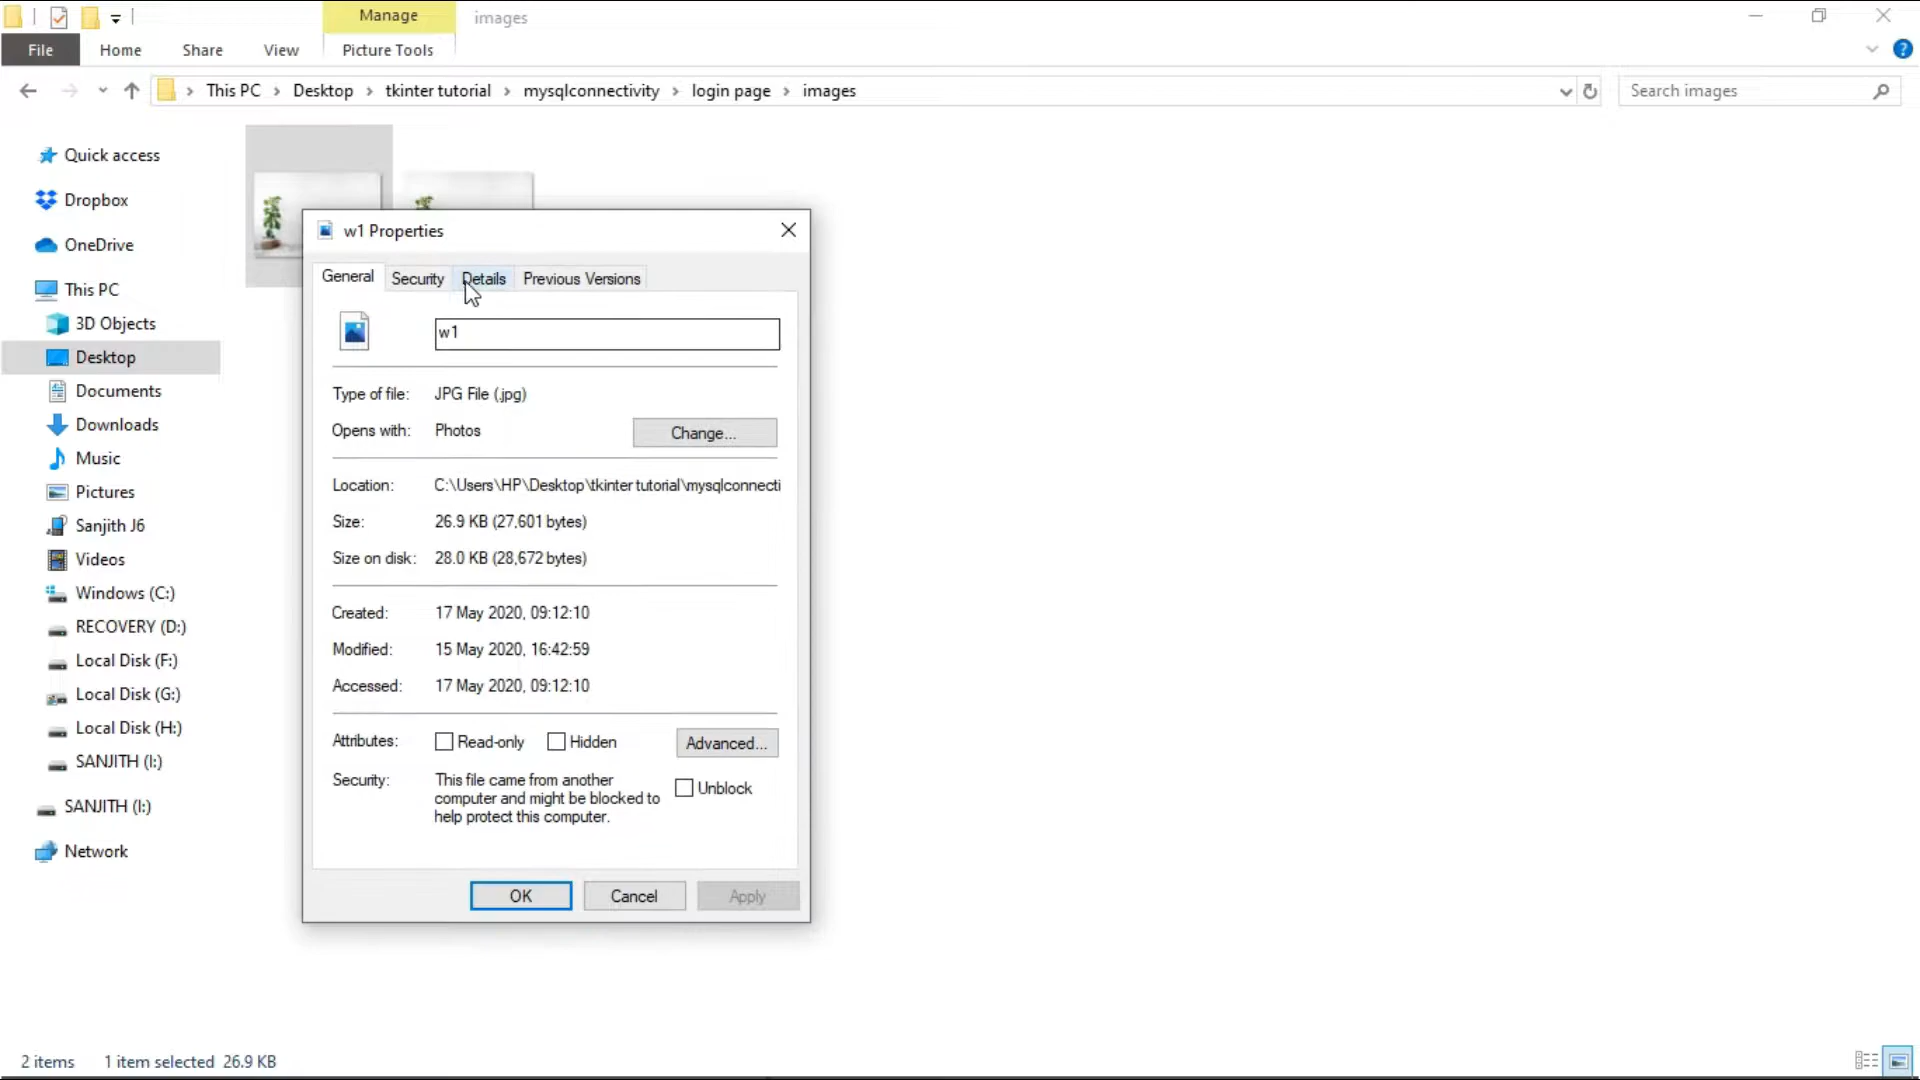 Manage
images
File
Home
Share
View
Picture Tools
This PC
Desktop
tkinter tutorial
mysqlconnectivity
login page
images
Search images
Quick access
Dropbox
OneDrive
This PC
3D Objects
Desktop
Documents
Downloads
Music
Pictures
Sanjith J6
Videos
Windows (C:)
RECOVERY (D:)
Local Disk (F:)
Local Disk (G:)
Local Disk (H:)
SANJITH (I:)
SANJITH (I:)
Network
w1 Properties
General
Security
Details
Previous Versions
w1
Type of file: JPG File (.jpg)
Opens with: Photos
Change...
Location: C:\Users\HP\Desktop\tkinter tutorial\mysqlconnecti
Size: 26.9 KB (27,601 bytes)
Size on disk: 28.0 KB (28,672 bytes)
Created: 17 May 2020, 09:12:10
Modified: 15 May 2020, 16:42:59
Accessed: 17 May 2020, 09:12:10
Attributes: Read-only Hidden Advanced...
Security: This file came from another
computer and might be blocked to
help protect this computer.
Unblock
OK
Cancel
Apply
2 items 1 item selected 26.9 KB